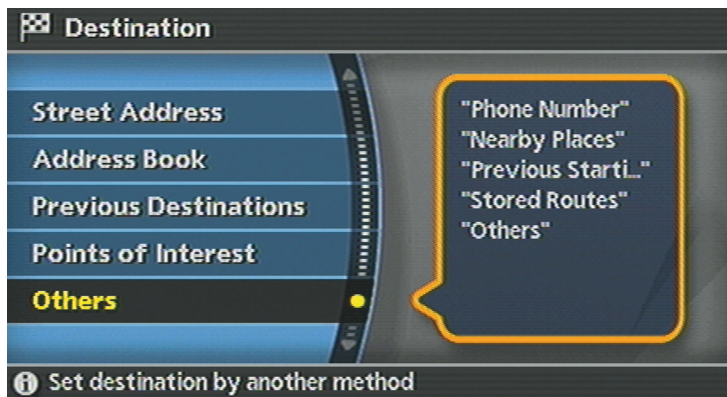 Destination
Street Address
Address Book
Previous Destinations
Points of Interest
Others
"Phone Number"
"Nearby Places"
"Previous Starti..."
"Stored Routes"
"Others"
Set destination by another method